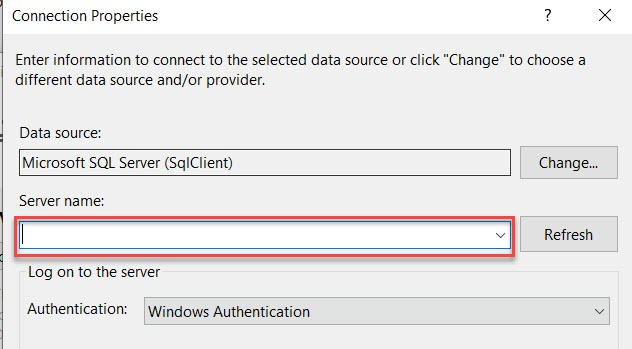 Connection Properties
?
Enter information to connect to the selected data source or click "Change" to choose a
different data source and/or provider.
Data source:
Microsoft SQL Server (SqlClient)
Change...
Server name:
Refresh
Log on to the server
Authentication:
Windows Authentication